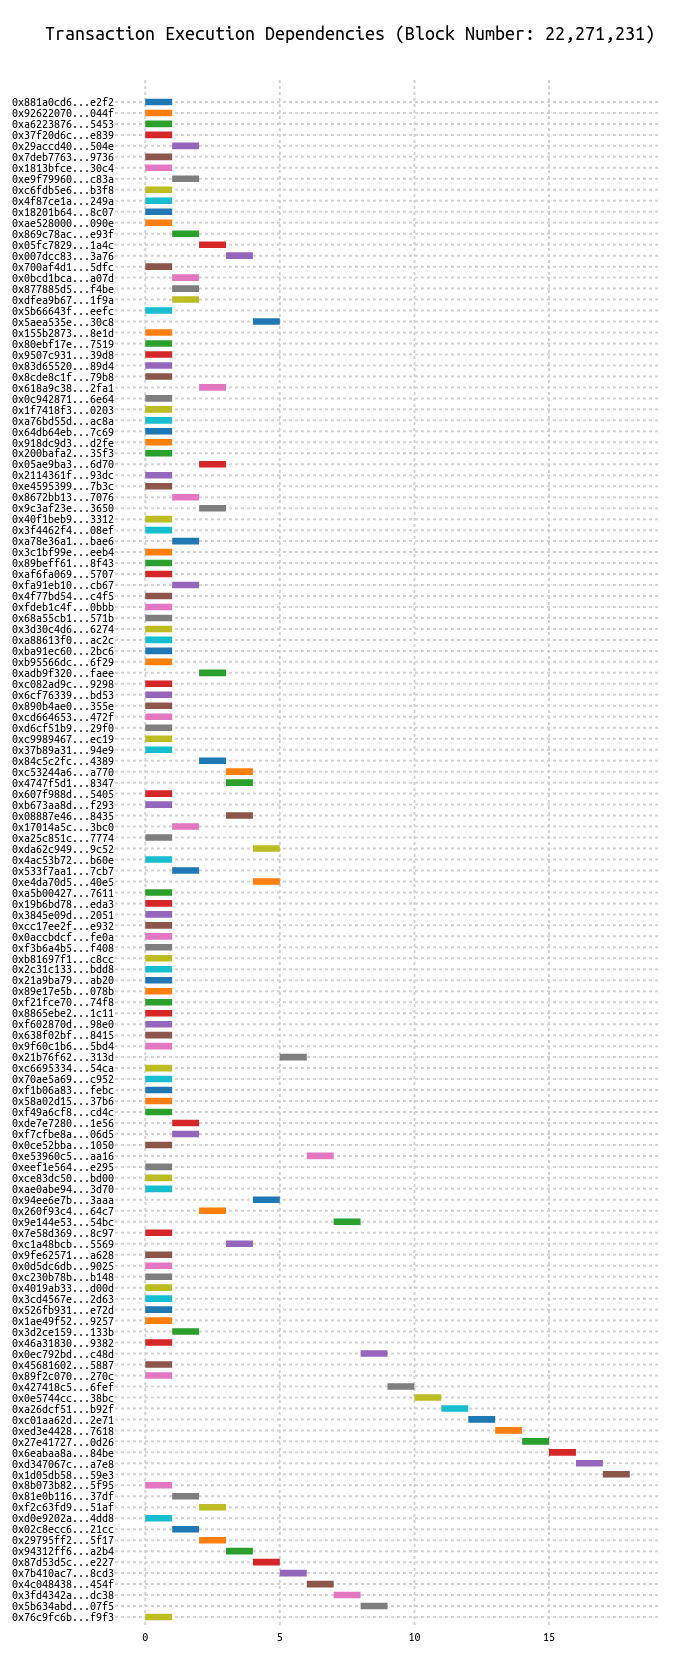 Transaction Execution Dependencies (Block Number: 22,271,231)
0x881a0cd6...e2f2
0x92622070...044f
0xa6223876...5453
0x37f20d6c...e839
0x29accd40...504e
0x7deb7763...9736
0x1813bfce...30c4
0xe9f79960...c83a
0xc6fdb5e6...b3f8
0x4f87ce1a...249a
0x18201b64...8c07
0xae528000...090e
0x869c78ac...e93f
0x05fc7829...1a4c
0x007dcc83...3a76
0x700af4d1...5dfc
0x0bcd1bca...a07d
0x877885d5...f4be
0xdfea9b67...1f9a
0x5b66643f...eefc
0x5aea535e...30c8
0x155b2873...8e1d
0x80ebf17e...7519
0x9507c931...39d8
0x83d65520...89d4
0x8cde8c1f...79b8
0x618a9c38...2fa1
0x0c942871...6e64
0x1f7418f3...0203
0xa76bd55d...ac8a
0x64db64eb...7c69
0x918dc9d3...d2fe
0x200bafa2...35f3
0x05ae9ba3...6d70
0x2114361f...93dc
0xe4595399...7b3c
0x8672bb13...7076
0x9c3af23e...3650
0x40f1beb9...3312
0x3f4462f4...08ef
0xa78e36a1...bae6
0x3c1bf99e...eeb4
0x89beff61...8f43
0xaf6fa069...5707
0xfa91eb10...cb67
0x4f77bd54...c4f5
0xfdeb1c4f...0bbb
0x68a55cb1...571b
0x3d30c4d6...6274
0xa88613f0...ac2c
0xba91ec60...2bc6
0xb95566dc...6f29
0xadb9f320...faee
0xc082ad9c...9298
0x6cf76339...bd53
0x890b4ae0...355e
0xcd664653...472f
0xd6cf51b9...29f0
0xc9989467...ec19
0x37b89a31...94e9
0x84c5c2fc...4389
0xc53244a6...a770
0x4747f5d1...8347
0x607f988d...5405
0xb673aa8d...f293
0x08887e46...8435
0x17014a5c...3bc0
0xa25c851c...7774
0xda62c949...9c52
0x4ac53b72...b60e
0x533f7aa1...7cb7
0xe4da70d5...40e5
0xa5b00427...7611
0x19b6bd78...eda3
0x3845e09d...2051
0xcc17ee2f...e932
0x0accbdcf...fe0a
0xf3b6a4b5...f408
0xb81697f1...c8cc
0x2c31c133...bdd8
0x21a9ba79...ab20
0x89e17e5b...078b
0xf21fce70...74f8
0x8865ebe2...1c11
0xf602870d...98e0
0x638f02bf...8415
0x9f60c1b6...5bd4
0x21b76f62...313d
0xc6695334...54ca
0x70ae5a69...c952
0xf1b06a83...febc
0x58a02d15...37b6
0xf49a6cf8...cd4c
0xde7e7280...1e56
0xf7cfbe8a...06d5
0x0ce52bba...1050
0xe53960c5...aa16
0xeef1e564...e295
0xce83dc50...bd00
0xae0abe94...3d70
0x94ee6e7b...3aaa
0x260f93c4...64c7
0x9e144e53...54bc
0x7e58d369...8c97
0xc1a48bcb...5569
0x9fe62571...a628
0x0d5dc6db...9025
0xc230b78b...b148
0x4019ab33...d00d
0x3cd4567e...2d63
0x526fb931...e72d
0x1ae49f52...9257
0x3d2ce159...133b
0x46a31830...9382
0x0ec792bd...c48d
0x45681602...5887
0x89f2c070...270c
0x427418c5...6fef
0x0e5744cc...38bc
0xa26dcf51...b92f
0xc01aa62d...2e71
0xed3e4428...7618
0x27e41727...0d26
0x6eabaa8a...84be
0xd347067c...a7e8
0x1d05db58...59e3
0x8b073b82...5f95
0x81e0b116...37df
0xf2c63fd9...51af
0xd0e9202a...4dd8
0x02c8ecc6...21cc
0x29795ff2...5f17
0x94312ff6...a2b4
0x87d53d5c...e227
0x7b410ac7...8cd3
0x4c048438...454f
0x3fd4342a...dc38
0x5b634abd...07f5
0x76c9fc6b...f9f3
0 5 10 15